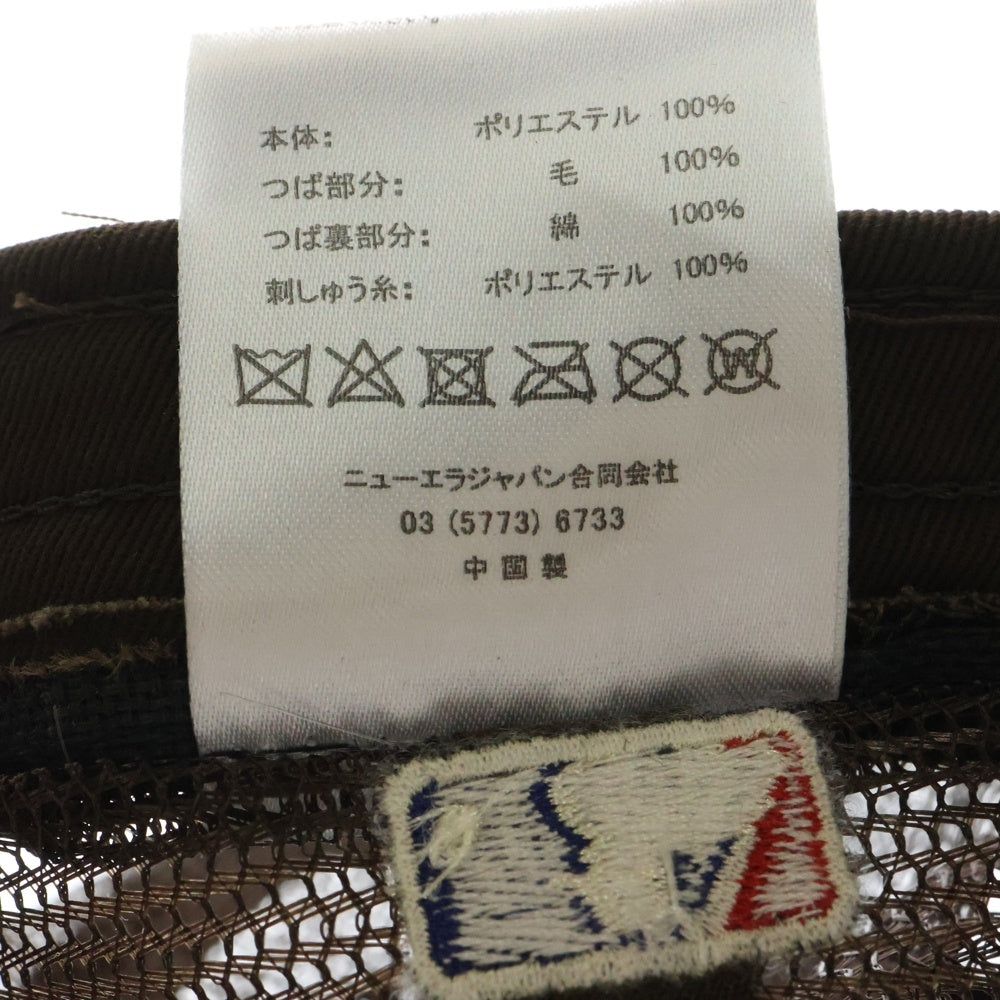 本体: ポリエステル 100%
つば部分: 毛 100%
つば裏部分: 綿 100%
刺しゅう糸: ポリエステル 100%
W
ニューエラジャパン合同会社
03 (5773) 6733
中国製